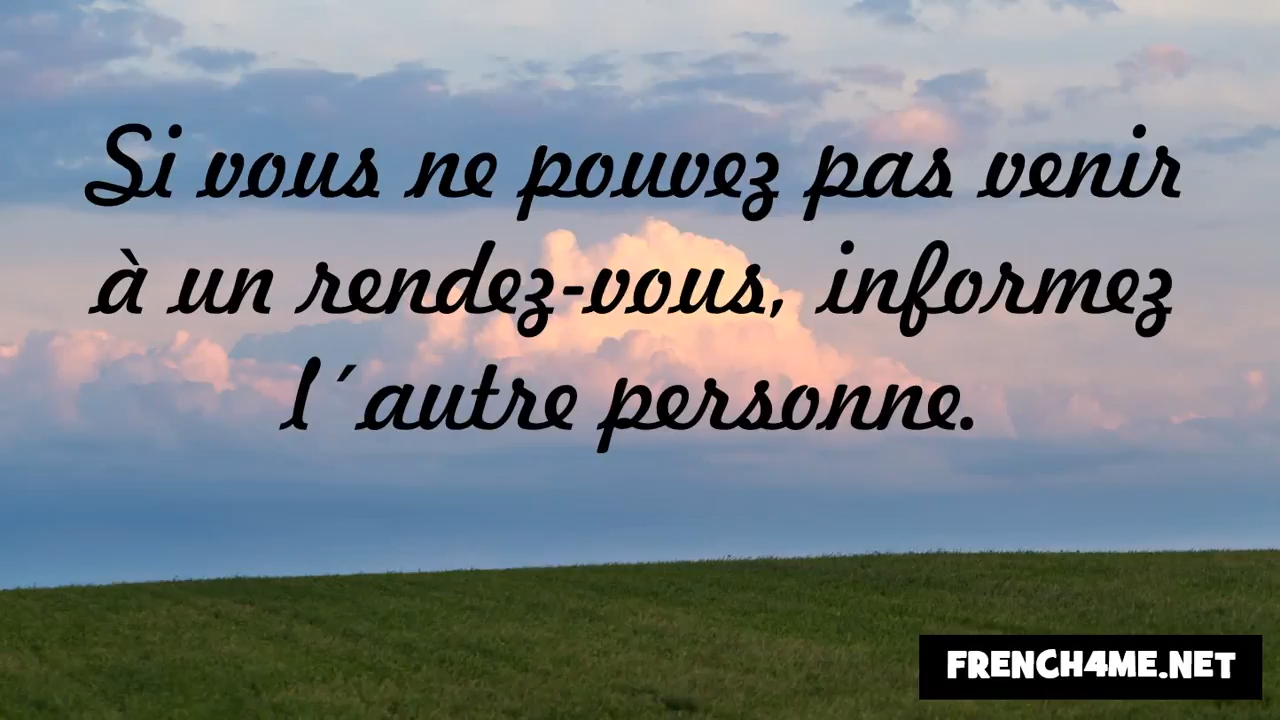 Si vous ne pouvez pas venir
à un rendez-vous, informez
l´autre personne.
FRENCH4ME.NET